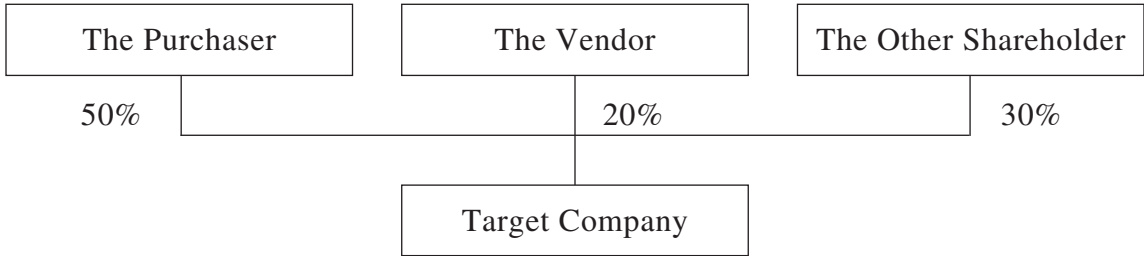 The Purchaser
The Vendor
The Other Shareholder
50%
20%
30%
Target Company